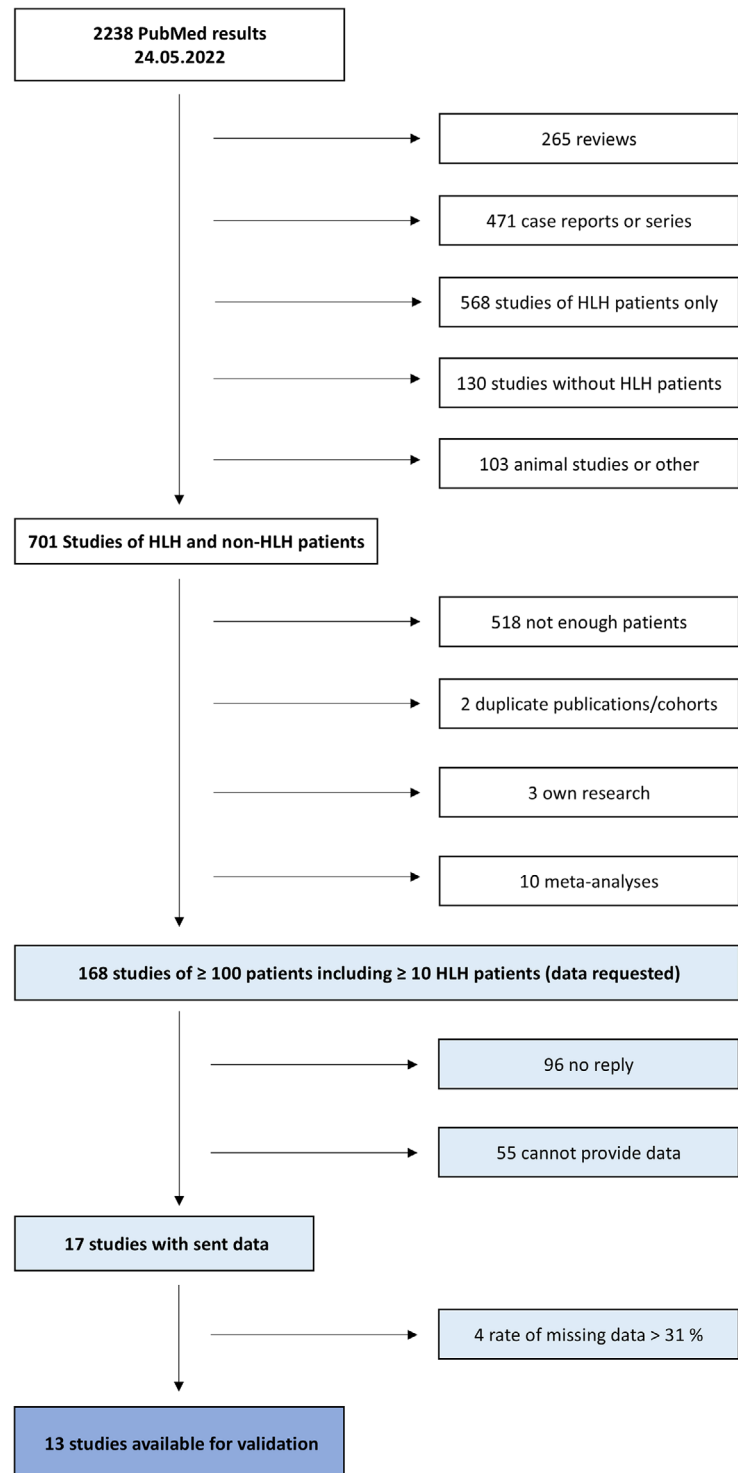 2238 PubMed results
24.05.2022
265 reviews
471 case reports or series
568 studies of HLH patients only
130 studies without HLH patients
103 animal studies or other
701 Studies of HLH and non-HLH patients
518 not enough patients
2 duplicate publications/cohorts
3 own research
10 meta-analyses
168 studies of ≥ 100 patients including ≥ 10 HLH patients (data requested)
96 no reply
55 cannot provide data
17 studies with sent data
4 rate of missing data > 31 %
13 studies available for validation